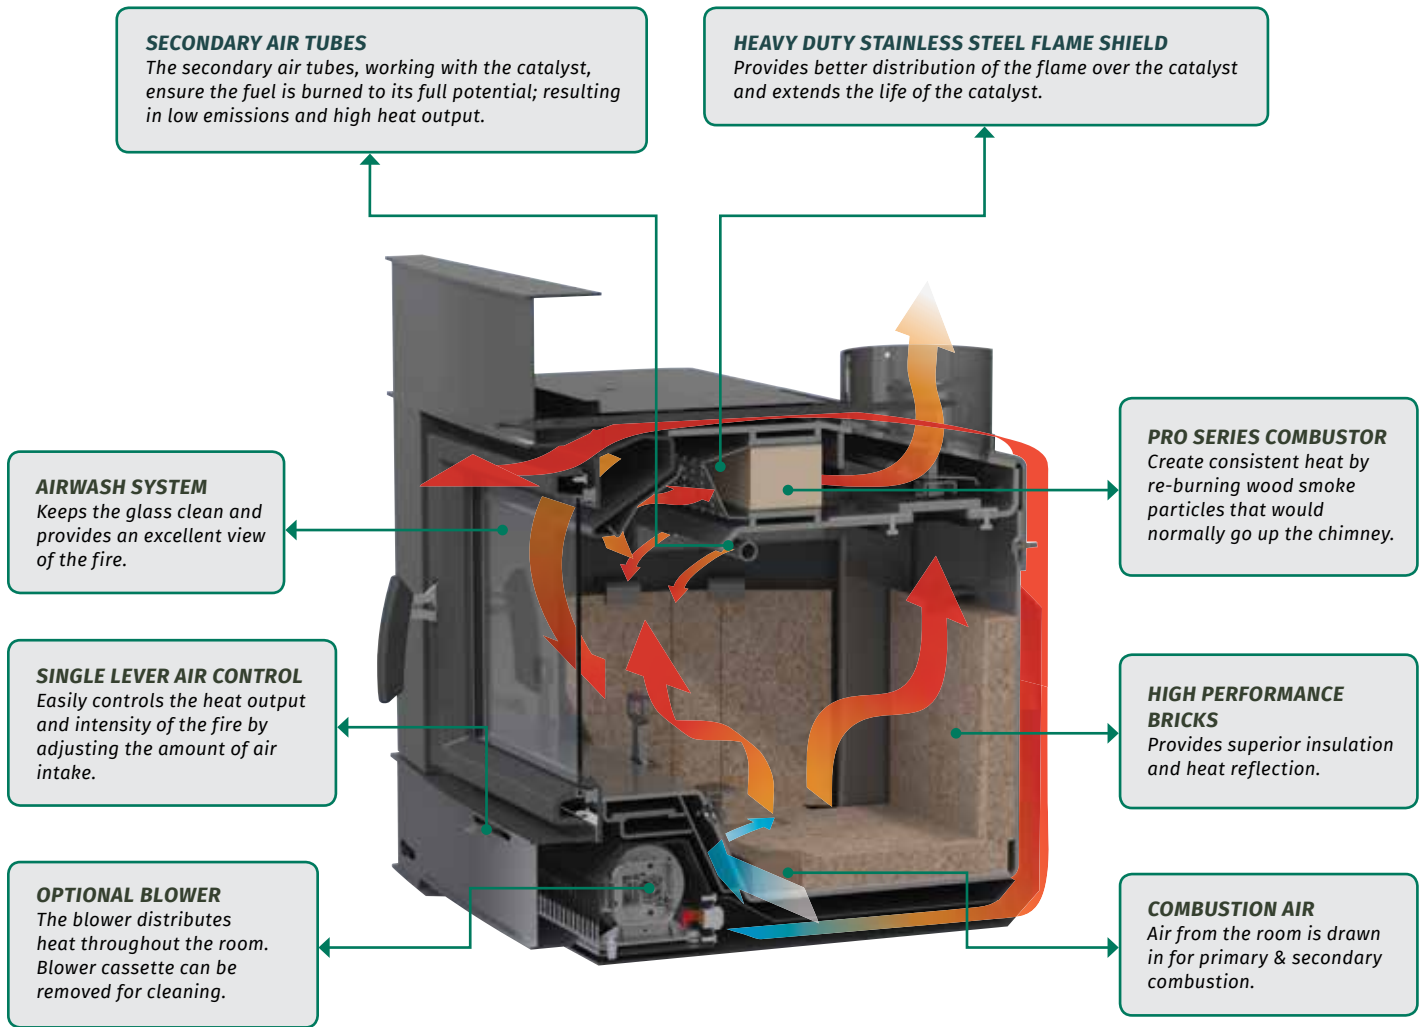 SECONDARY AIR TUBES
The secondary air tubes, working with the catalyst,
ensure the fuel is burned to its full potential; resulting
in low emissions and high heat output.
HEAVY DUTY STAINLESS STEEL FLAME SHIELD
Provides better distribution of the flame over the catalyst
and extends the life of the catalyst.
AIRWASH SYSTEM
Keeps the glass clean and
provides an excellent view
of the fire.
SINGLE LEVER AIR CONTROL
Easily controls the heat output
and intensity of the fire by
adjusting the amount of air
intake.
OPTIONAL BLOWER
The blower distributes
heat throughout the room.
Blower cassette can be
removed for cleaning.
PRO SERIES COMBUSTOR
Create consistent heat by
re-burning wood smoke
particles that would
normally go up the chimney.
HIGH PERFORMANCE
BRICKS
Provides superior insulation
and heat reflection.
COMBUSTION AIR
Air from the room is drawn
in for primary & secondary
combustion.